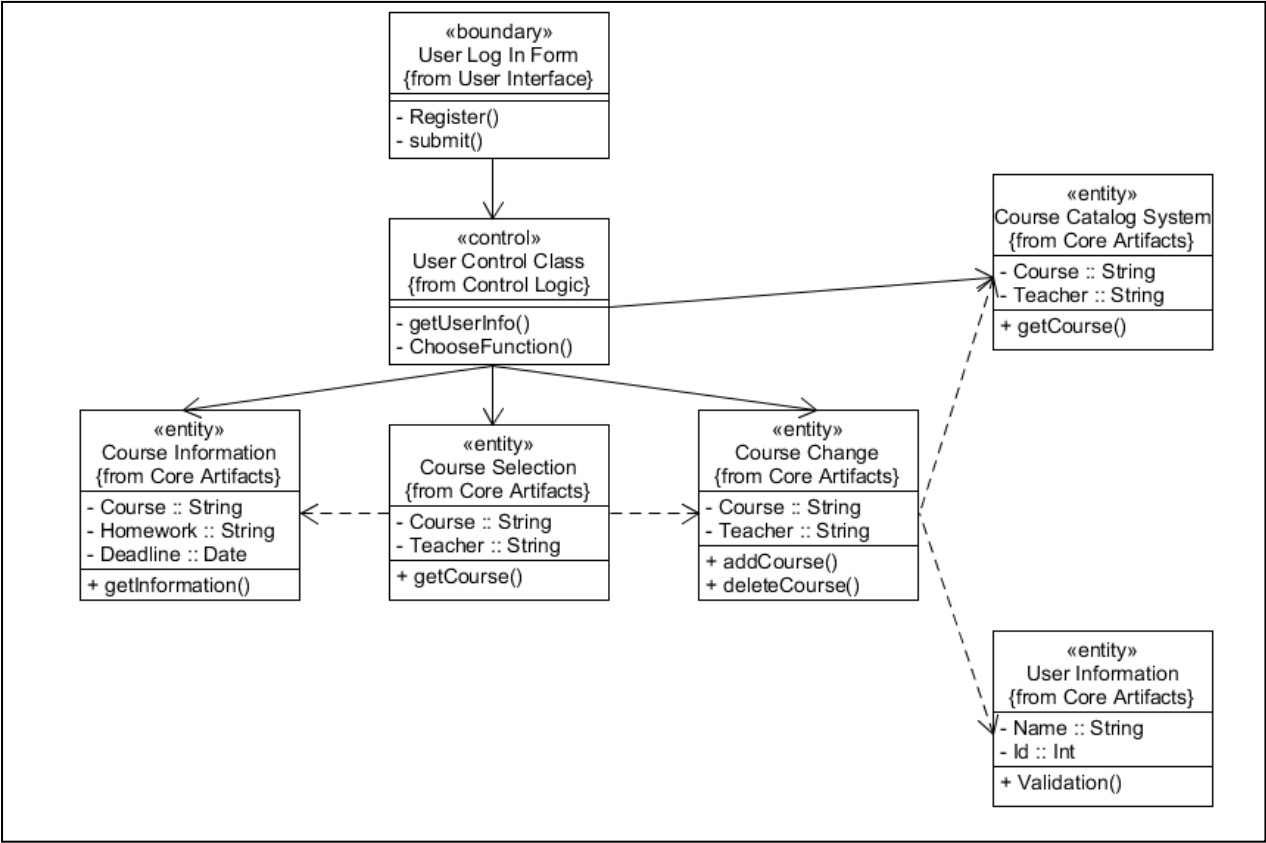 «boundary»
User Log In Form
{from User Interface}
- Register()
- submit()
«control»
User Control Class
{from Control Logic}
- getUserInfo()
- ChooseFunction()
«entity»
Course Catalog System
{from Core Artifacts}
- Course :: String
- Teacher :: String
+ getCourse()
«entity»
Course Information
{from Core Artifacts}
- Course :: String
- Homework :: String
- Deadline :: Date
+ getInformation()
«entity»
Course Selection
{from Core Artifacts}
- Course :: String
- Teacher :: String
+ getCourse()
«entity»
Course Change
{from Core Artifacts}
- Course :: String
- Teacher :: String
+ addCourse()
+ deleteCourse()
«entity»
User Information
{from Core Artifacts}
- Name :: String
- Id :: Int
+ Validation()